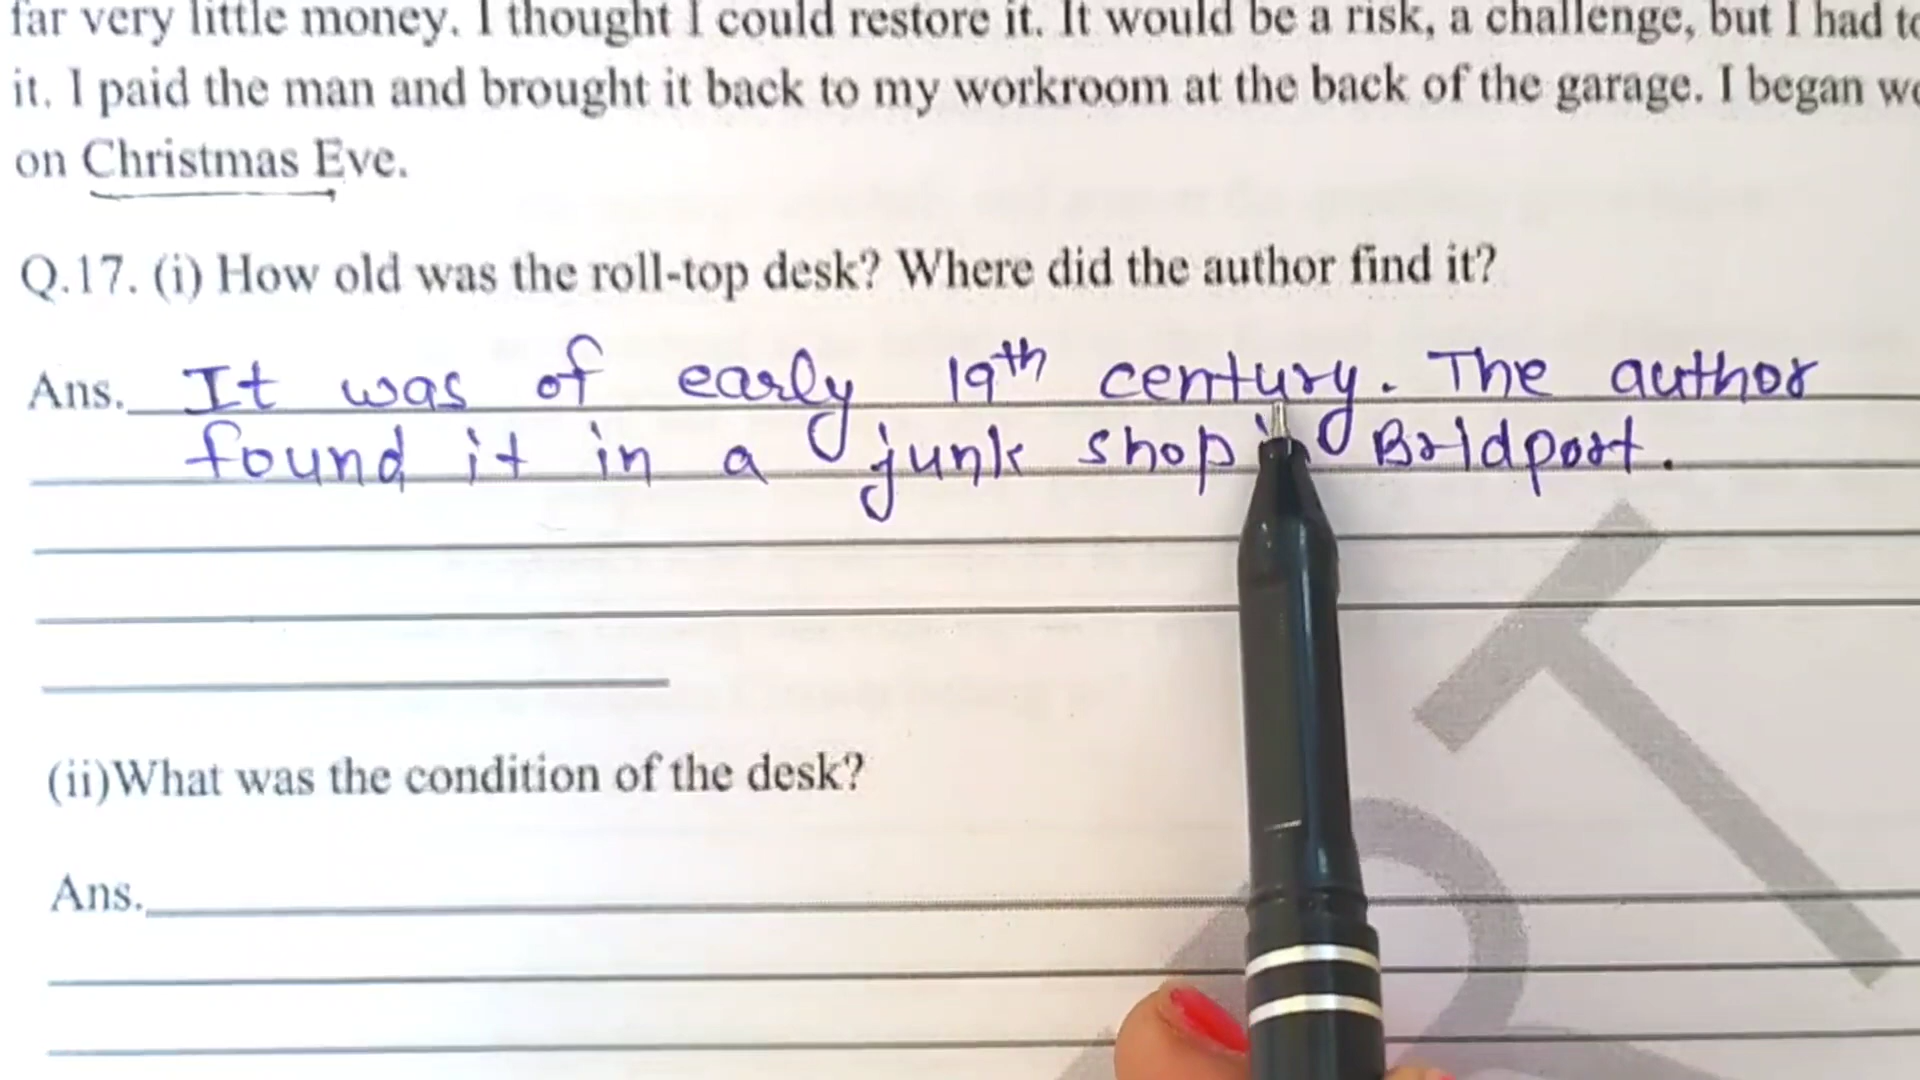 far very little money. I thought I could restore it. It would be a risk, a challenge, but I had to
it. I paid the man and brought it back to my workroom at the back of the garage. I began
on Christmas Eve.
Q.17. (i) How old was the roll-top desk? Where did the author find it?
Ans. It was of early 19th century. The author
found it in a junk shop Bridport.
(ii)What was the condition of the desk?
Ans.